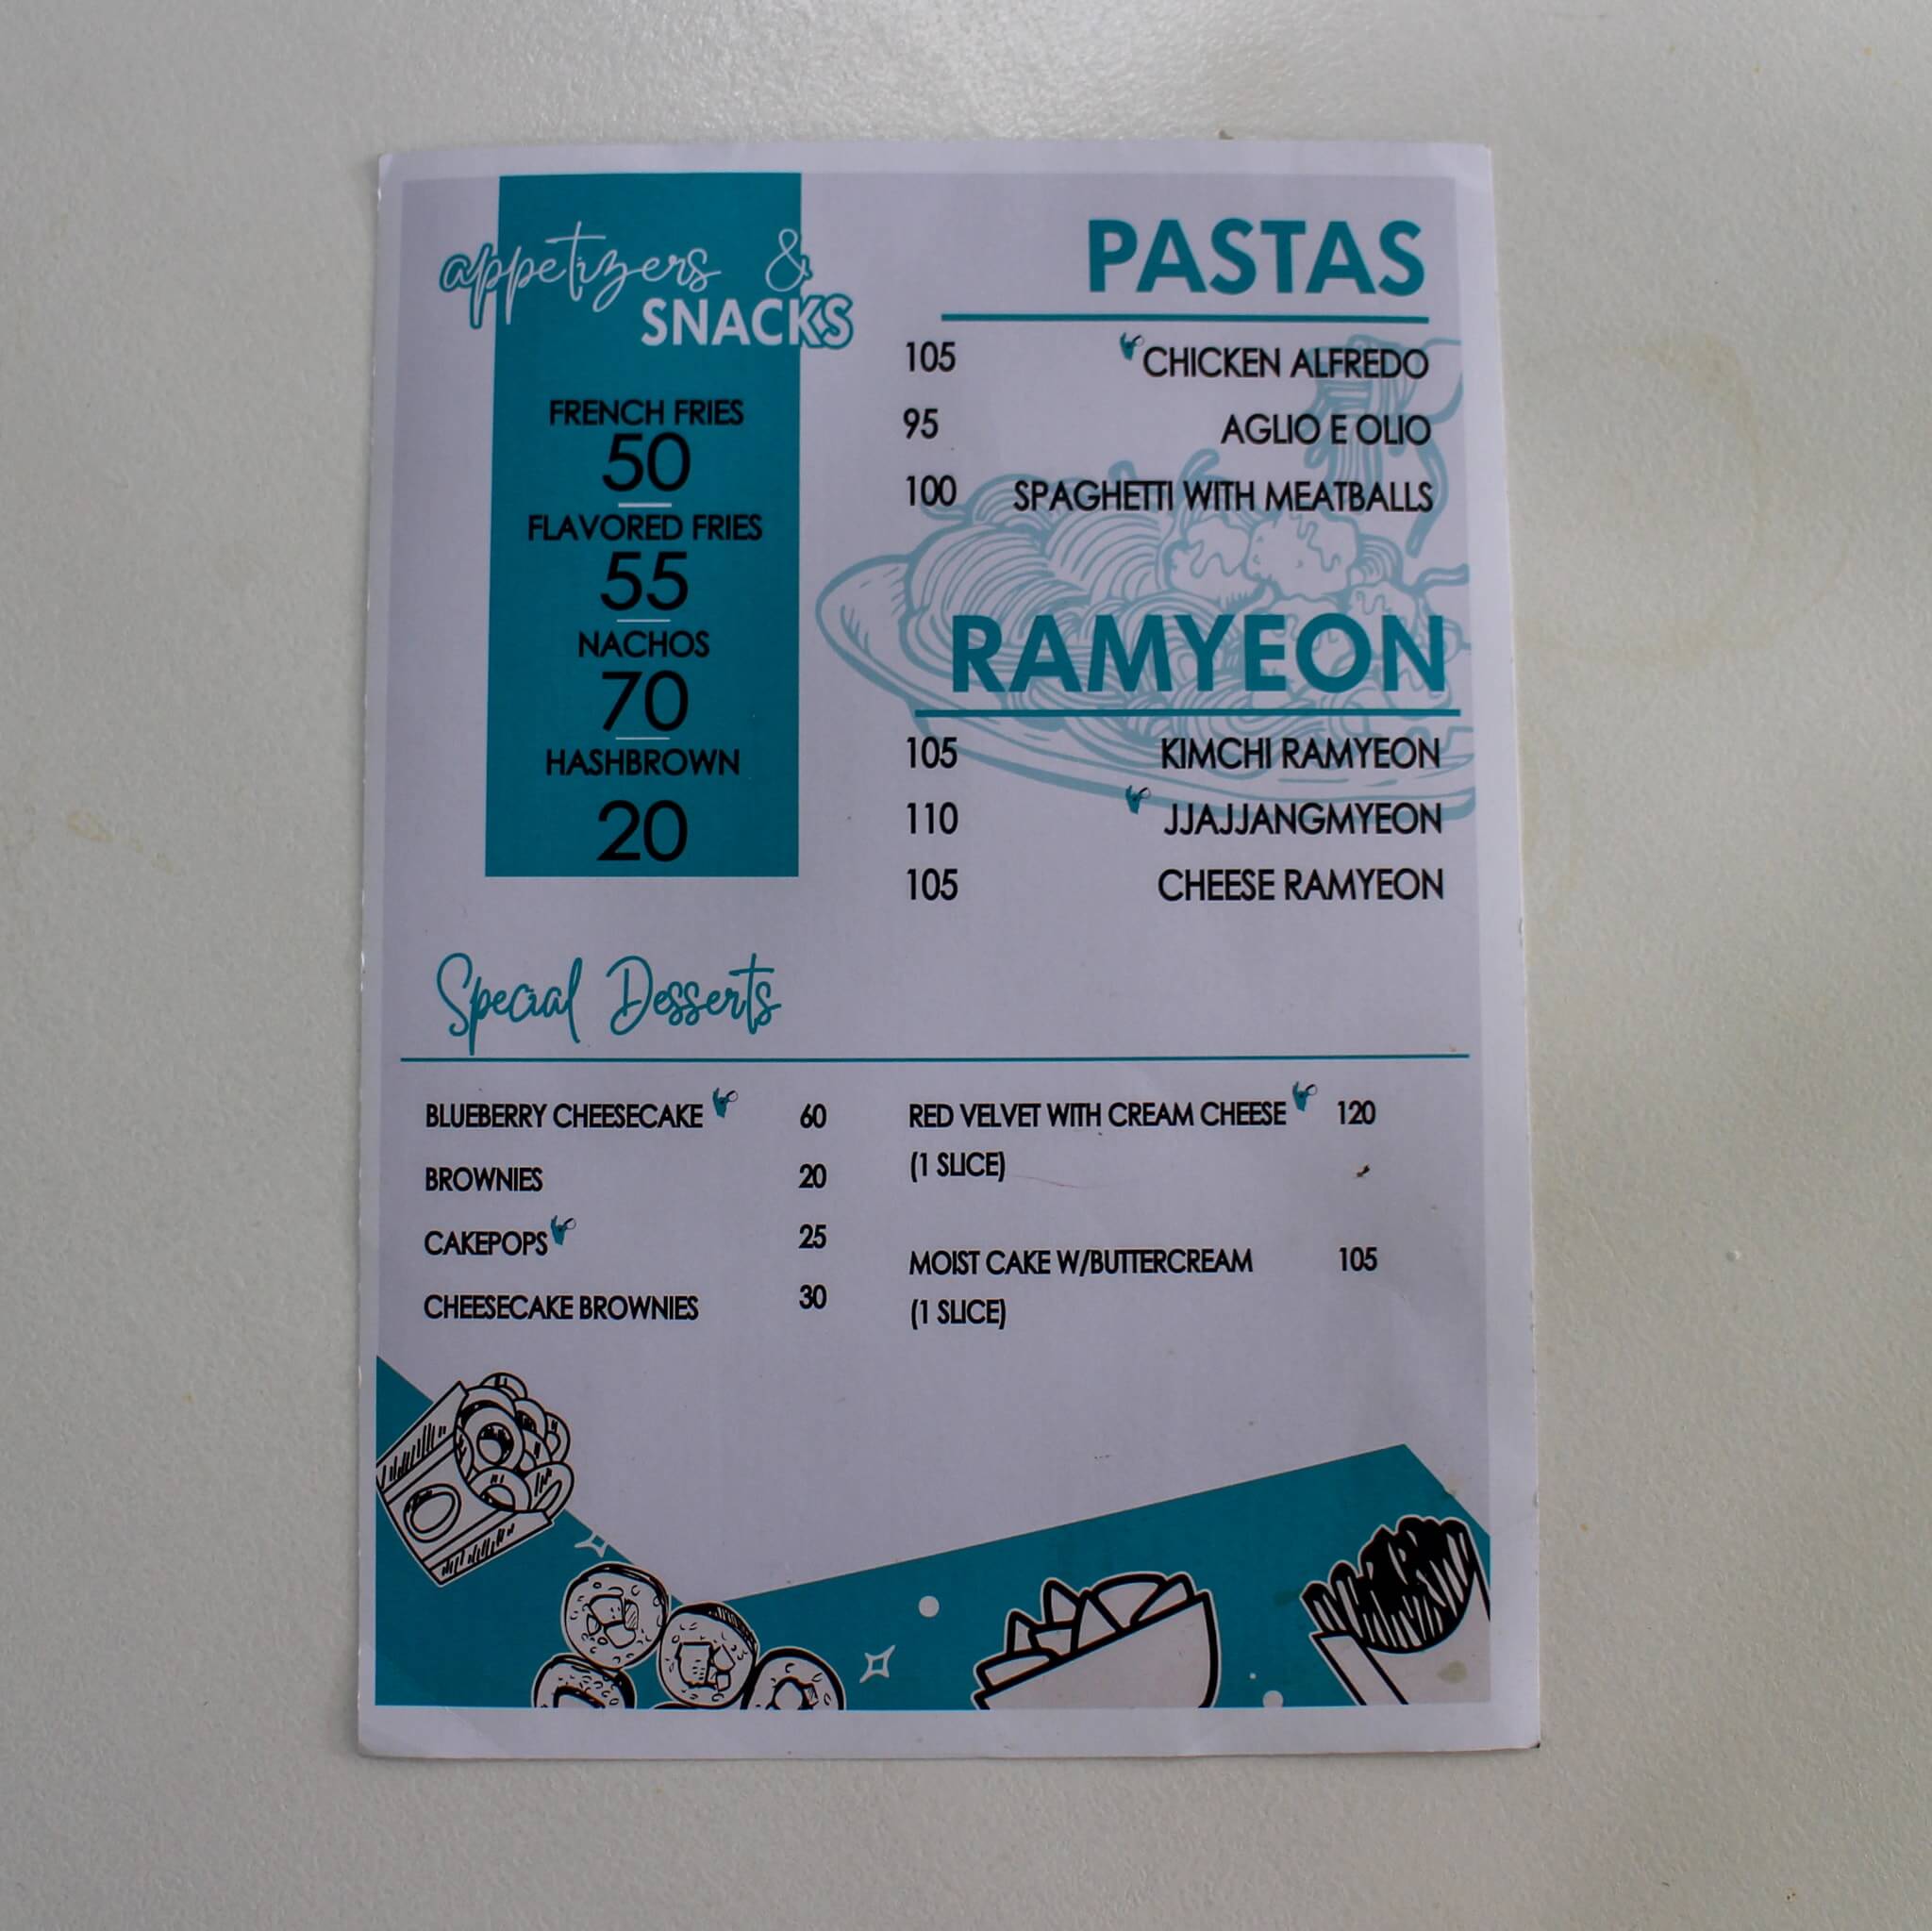 appetizers &
SNACKS
FRENCH FRIES
50
FLAVORED FRIES
55
NACHOS
70
HASHBROWN
20
PASTAS
105 CHICKEN ALFREDO
95 AGLIO E OLIO
100 SPAGHETTI WITH MEATBALLS
RAMYEON
105 KIMCHI RAMYEON
110 JJAJJANGMYEON
105 CHEESE RAMYEON
Special Desserts
BLUEBERRY CHEESECAKE 60
BROWNIES 20
CAKEPOPS 25
CHEESECAKE BROWNIES 30
RED VELVET WITH CREAM CHEESE 120
(1 SLICE)
MOIST CAKE W/BUTTERCREAM 105
(1 SLICE)